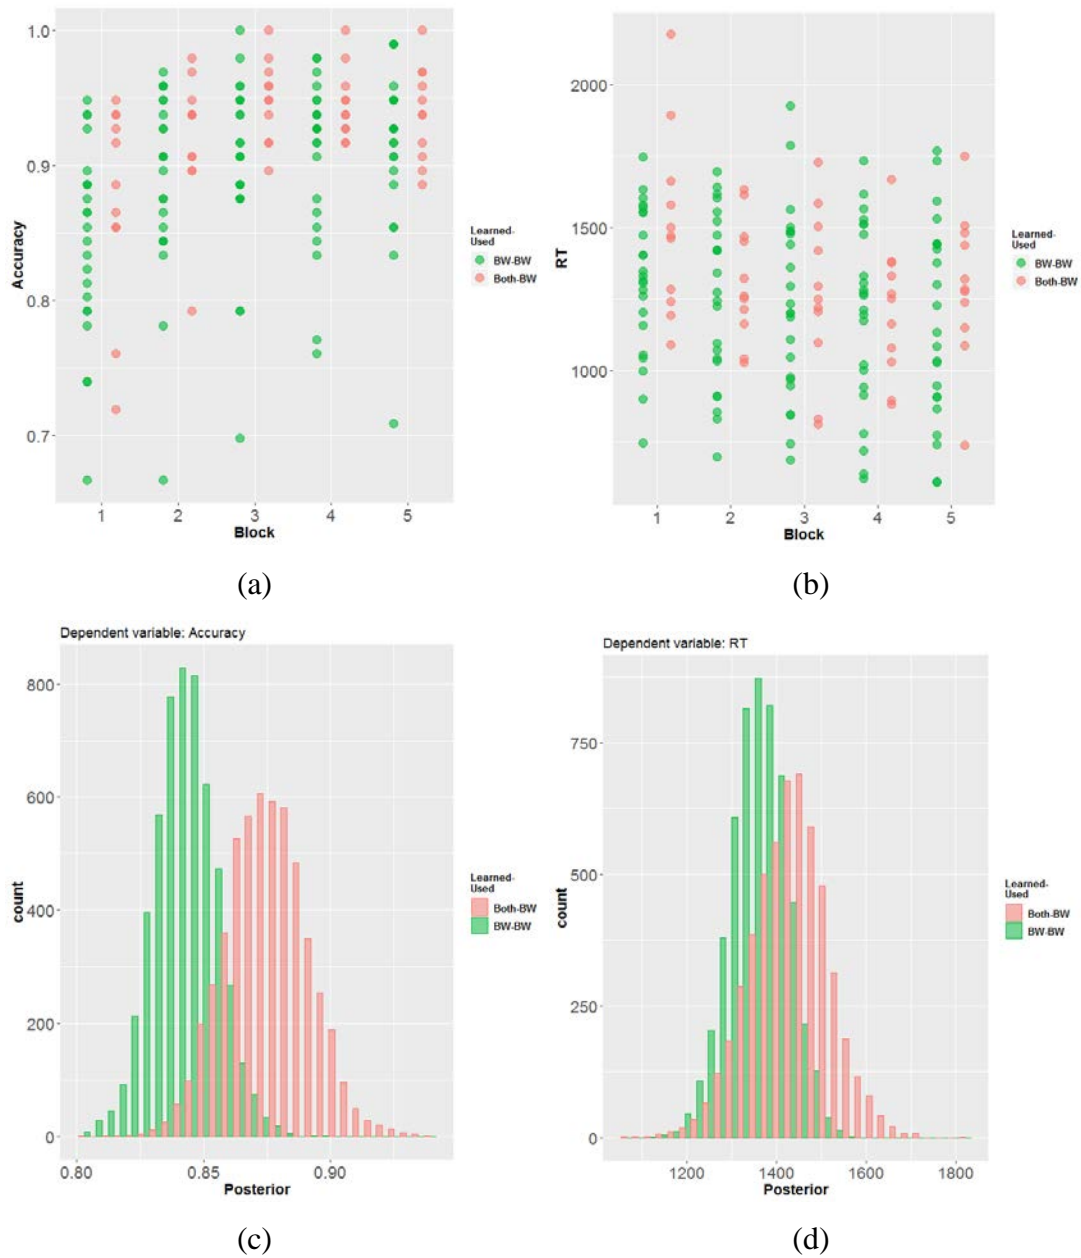 1.0
0.9
0.8
0.7
Accuracy
1 2 3 4 5
Block
Learned-
Used
BW-BW
Both-BW
(a)
2000
1500
1000
RT
1 2 3 4 5
Block
Learned-
Used
BW-BW
Both-BW
(b)
Dependent variable: Accuracy
800
600
400
200
0
count
0.80 0.85 0.90
Posterior
Learned-
Used
Both-BW
BW-BW
(c)
Dependent variable: RT
750
500
250
0
count
1200 1400 1600 1800
Posterior
Learned-
Used
Both-BW
BW-BW
(d)